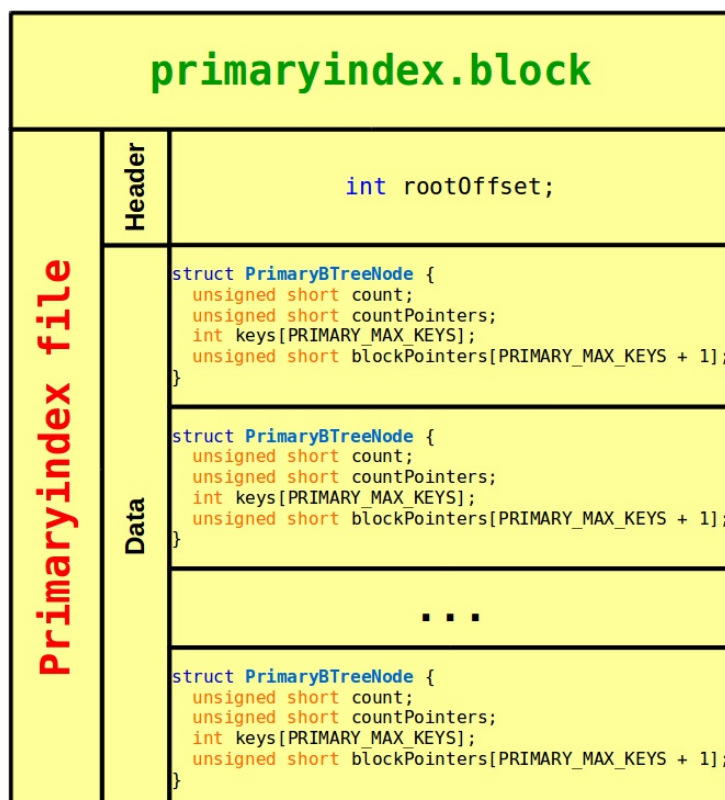 primaryindex.block
Primaryindex file
Header
int rootOffset;
Data
struct PrimaryBTreeNode {
unsigned short count;
unsigned short countPointers;
int keys[PRIMARY_MAX_KEYS];
unsigned short blockPointers[PRIMARY_MAX_KEYS + 1];
}
struct PrimaryBTreeNode {
unsigned short count;
unsigned short countPointers;
int keys[PRIMARY_MAX_KEYS];
unsigned short blockPointers[PRIMARY_MAX_KEYS + 1];
}
...
struct PrimaryBTreeNode {
unsigned short count;
unsigned short countPointers;
int keys[PRIMARY_MAX_KEYS];
unsigned short blockPointers[PRIMARY_MAX_KEYS + 1];
}